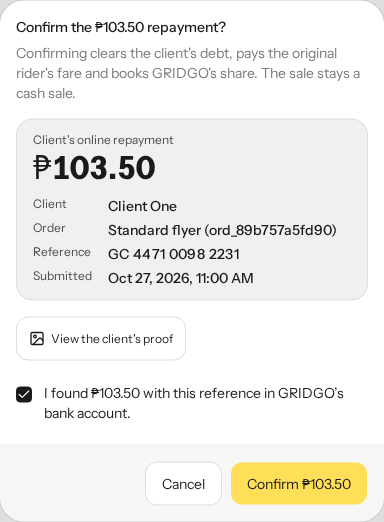 Confirm the ₱103.50 repayment?
Confirming clears the client's debt, pays the original
rider's fare and books GRIDGO's share. The sale stays a
cash sale.
Client's online repayment
₱103.50
Client Client One
Order Standard flyer (ord_89b757a5fd90)
Reference GC 4471 0098 2231
Submitted Oct 27, 2026, 11:00 AM
View the client's proof
I found ₱103.50 with this reference in GRIDGO's
bank account.
Cancel Confirm ₱103.50